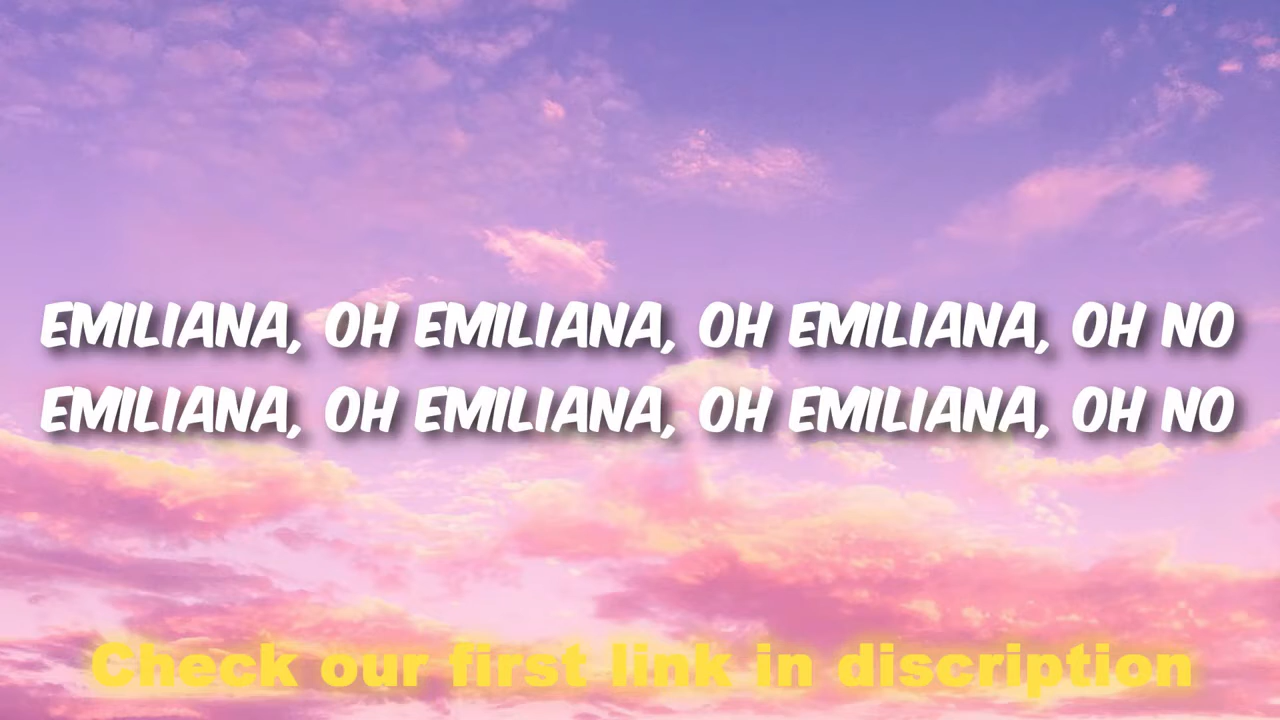 EMILIANA, OH EMILIANA, OH EMILIANA, OH NO
EMILIANA, OH EMILIANA, OH EMILIANA, OH NO
Check our first link in discription